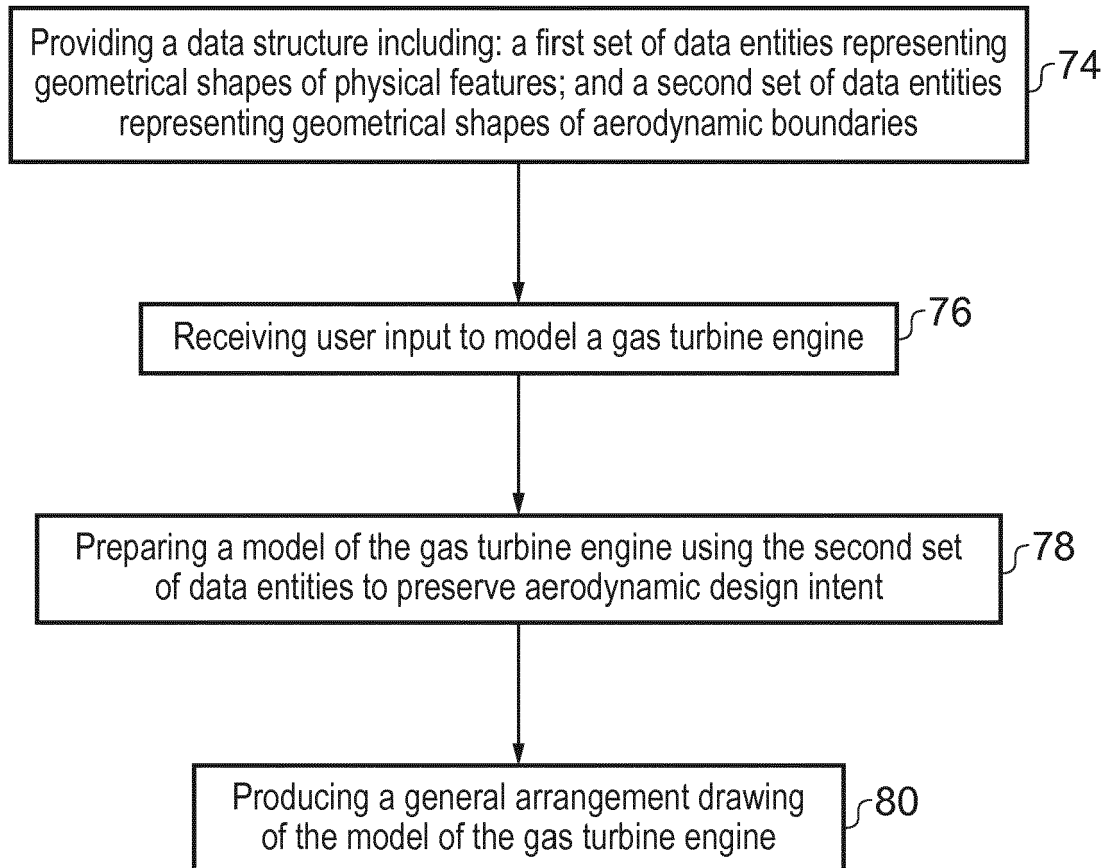 Providing a data structure including: a first set of data entities representing
geometrical shapes of physical features; and a second set of data entities
representing geometrical shapes of aerodynamic boundaries
74
Receiving user input to model a gas turbine engine
76
Preparing a model of the gas turbine engine using the second set
of data entities to preserve aerodynamic design intent
78
Producing a general arrangement drawing
of the model of the gas turbine engine
80